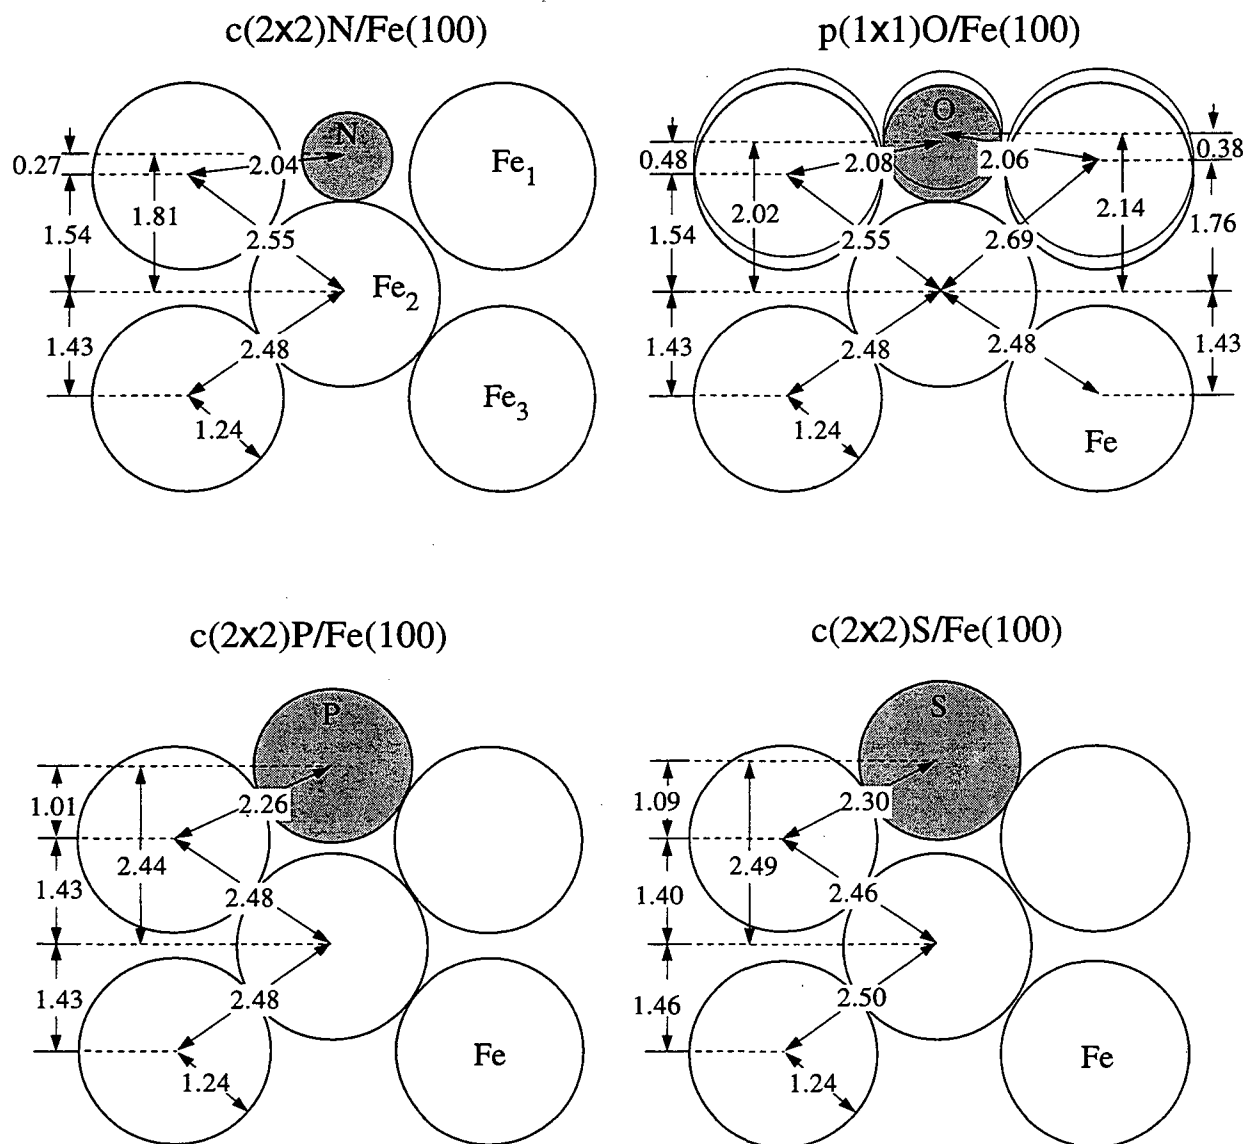 c(2x2)N/Fe(100)
p(1x1)O/Fe(100)
N
Fe1
0.27
2.04
1.81
1.54
2.55
Fe2
1.43
2.48
Fe3
1.24
O
0.48
2.08
2.06
0.38
2.02
2.14
1.76
1.54
2.55
2.69
1.43
2.48
2.48
1.43
1.24
Fe
c(2x2)P/Fe(100)
c(2x2)S/Fe(100)
P
1.01
2.26
2.44
1.43
2.48
1.43
2.48
Fe
1.24
S
1.09
2.30
2.49
1.40
2.46
1.46
2.50
Fe
1.24